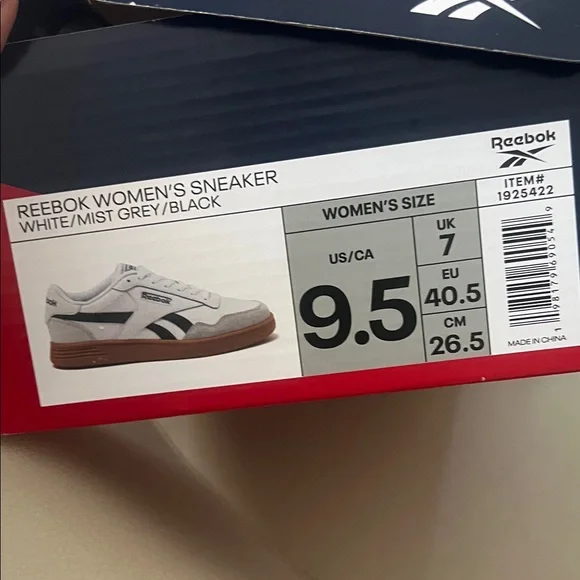 REEBOK WOMEN'S SNEAKER
WHITE/MIST GREY/BLACK
Reebok
WOMEN'S SIZE
US/CA
9.5
UK
7
EU
40.5
CM
26.5
Reebok
ITEM#
1925422
MADE IN CHINA